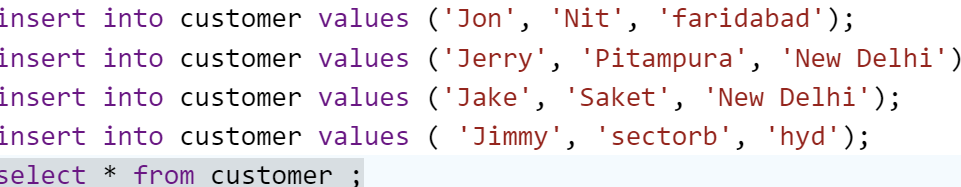 insert into customer values ('Jon', 'Nit', 'faridabad');
insert into customer values ('Jerry', 'Pitampura', 'New Delhi')
insert into customer values ('Jake', 'Saket', 'New Delhi');
insert into customer values ( 'Jimmy', 'sectorb', 'hyd');
select * from customer ;